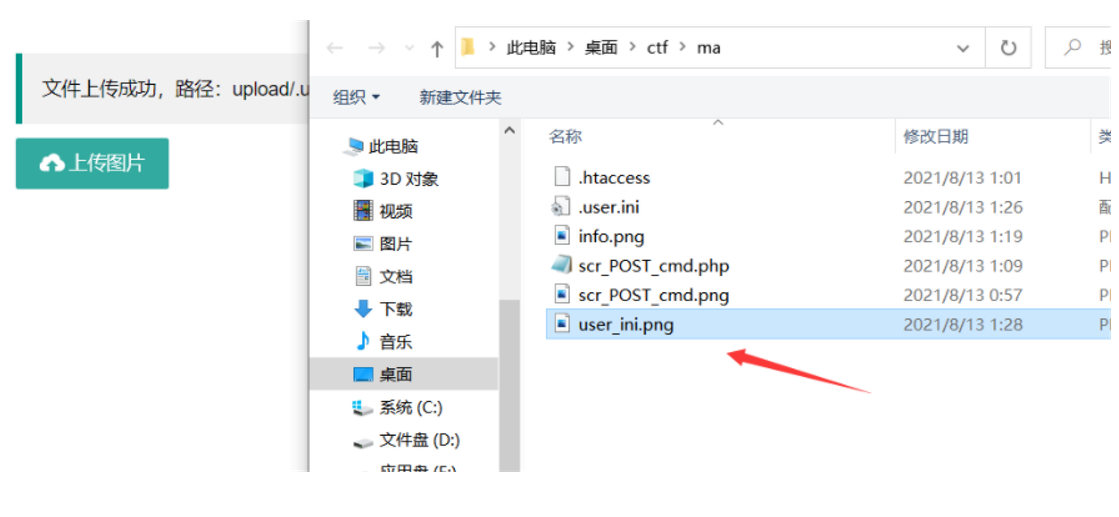 文件上传成功，路径：upload/.u
上传图片
此电脑 > 桌面 > ctf > ma
组织 新建文件夹
此电脑
3D 对象
视频
图片
文档
下载
音乐
桌面
系统 (C:)
文件盘 (D:)
名称 修改日期
.htaccess 2021/8/13 1:01 H
.user.ini 2021/8/13 1:26 配
info.png 2021/8/13 1:19
scr_POST_cmd.php 2021/8/13 1:09
scr_POST_cmd.png 2021/8/13 0:57
user_ini.png 2021/8/13 1:28